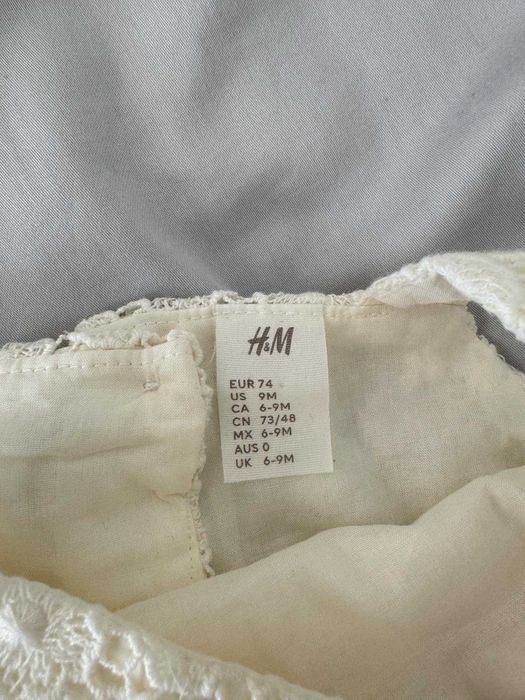 H&M
EUR 74
US 9M
CA 6-9M
CN 73/48
MX 6-9M
AUS 0
UK 6-9M